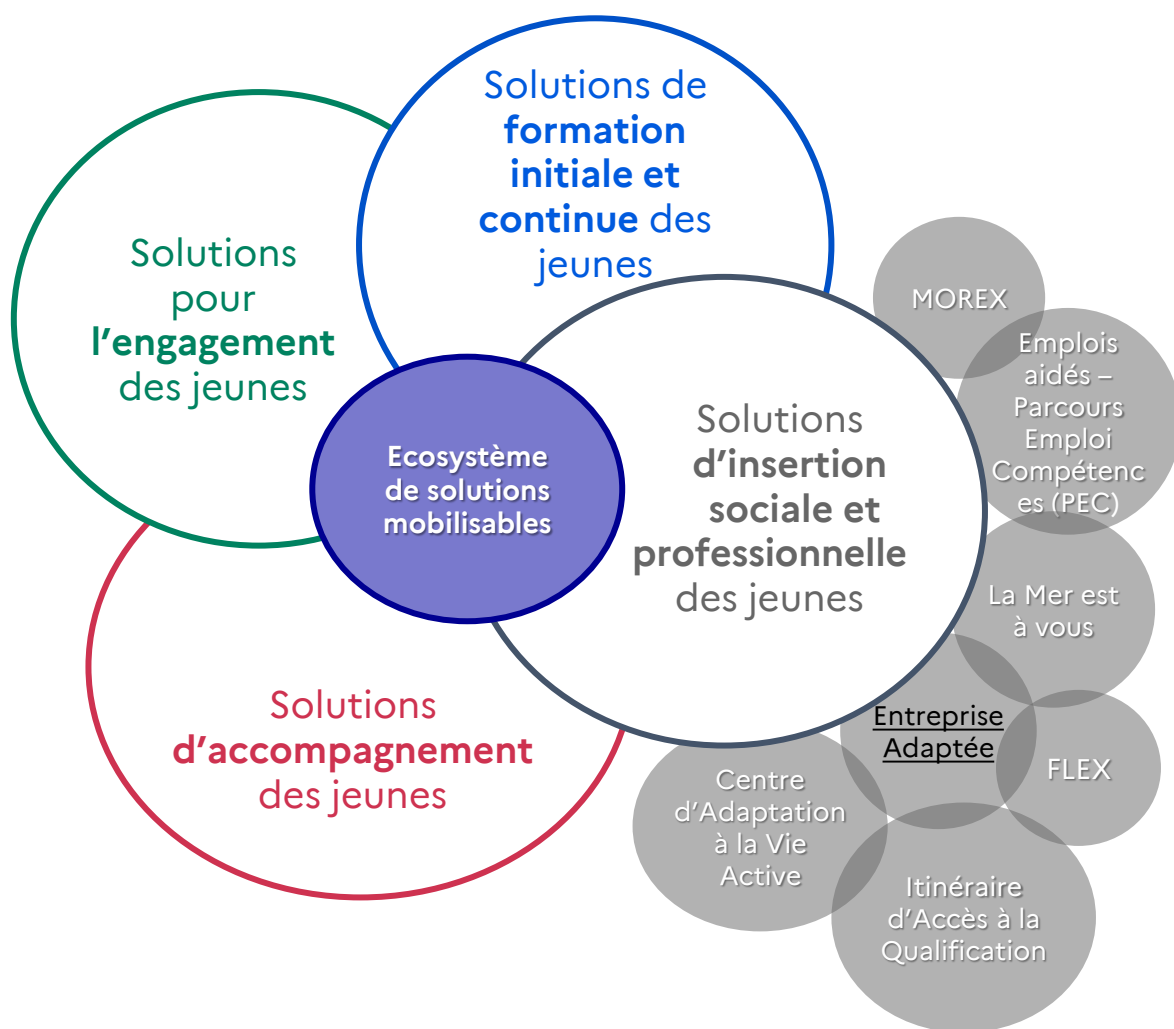 Solutions de
formation
initiale et
continue des
jeunes
Solutions
pour
l’engagement
des jeunes
Ecosystème
de solutions
mobilisables
Solutions
d’insertion
sociale et
professionnelle
des jeunes
Solutions
d’accompagnement
des jeunes
MOREX
Emplois
aidés –
Parcours
Emploi
Compétenc
es (PEC)
La Mer est
à vous
Entreprise
Adaptée
FLEX
Centre
d’Adaptation
à la Vie
Active
Itinéraire
d’Accès à la
Qualification